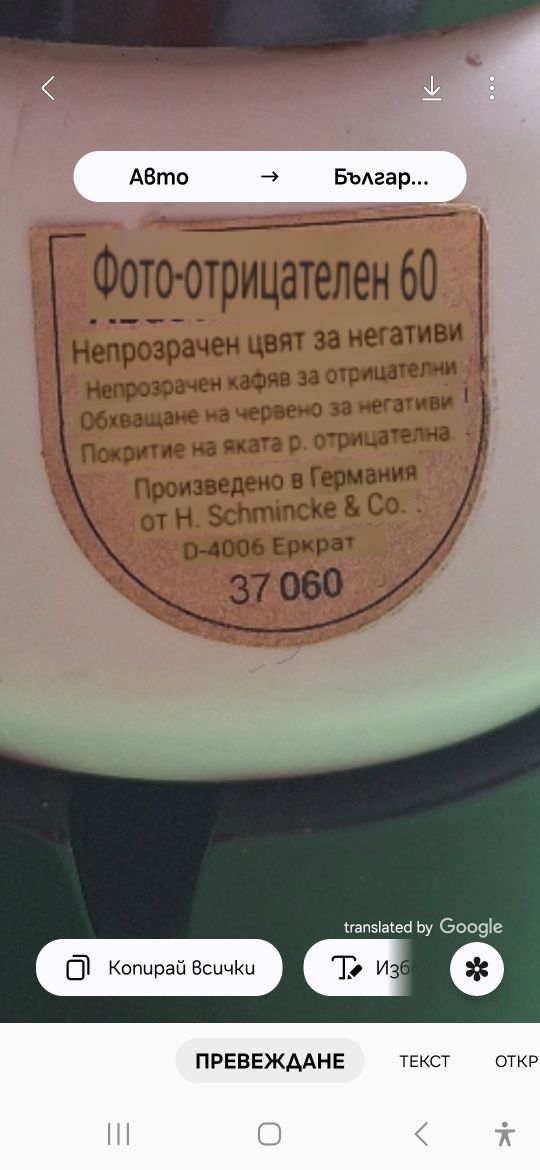 Авто → Българ...
Фото-отрицателен 60
Непрозрачен цвят за негативи
Непрозрачен кафяв за отрицателни
Обхващане на червено за негативи
Покритие на яката р. отрицателна.
Произведено в Германия
от H. Schmincke & Co.
D-4006 Еркрат
37 060
translated by Google
Копирай всички
ПРЕВЕЖДАНЕ
ТЕКСТ